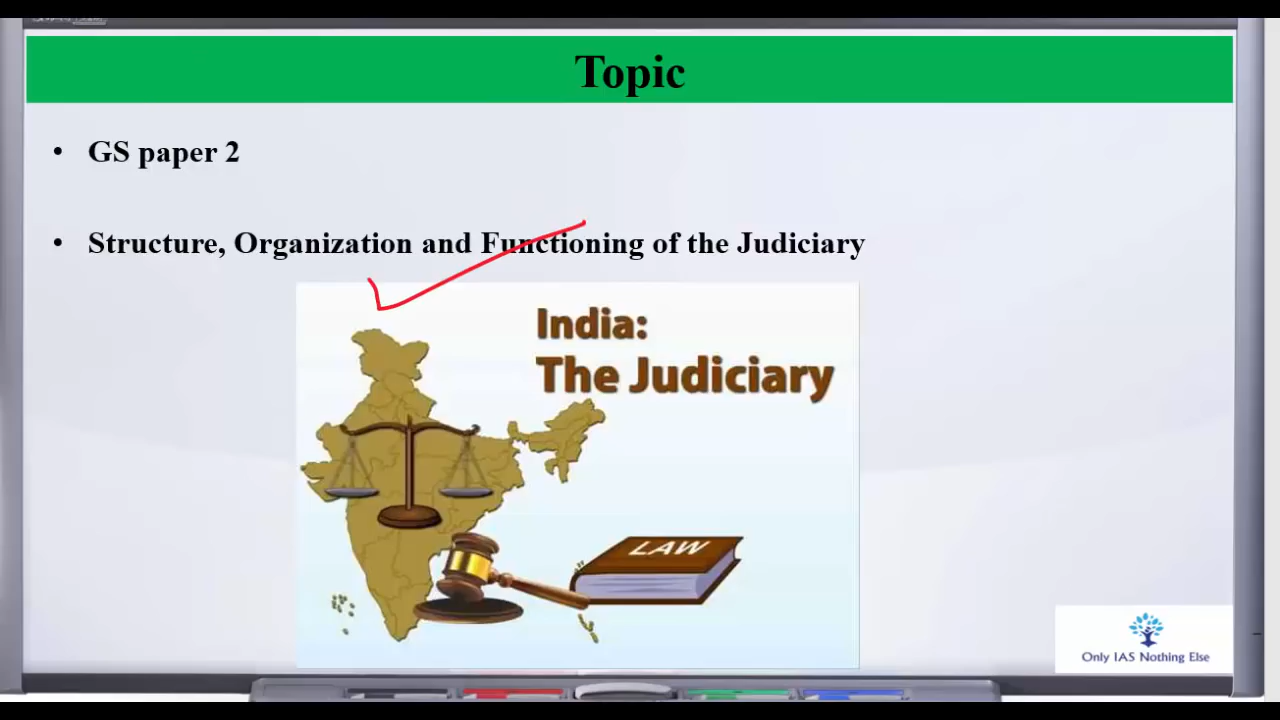 Topic
• GS paper 2
• Structure, Organization and Functioning of the Judiciary
India:
The Judiciary
LAW
Only IAS Nothing Else